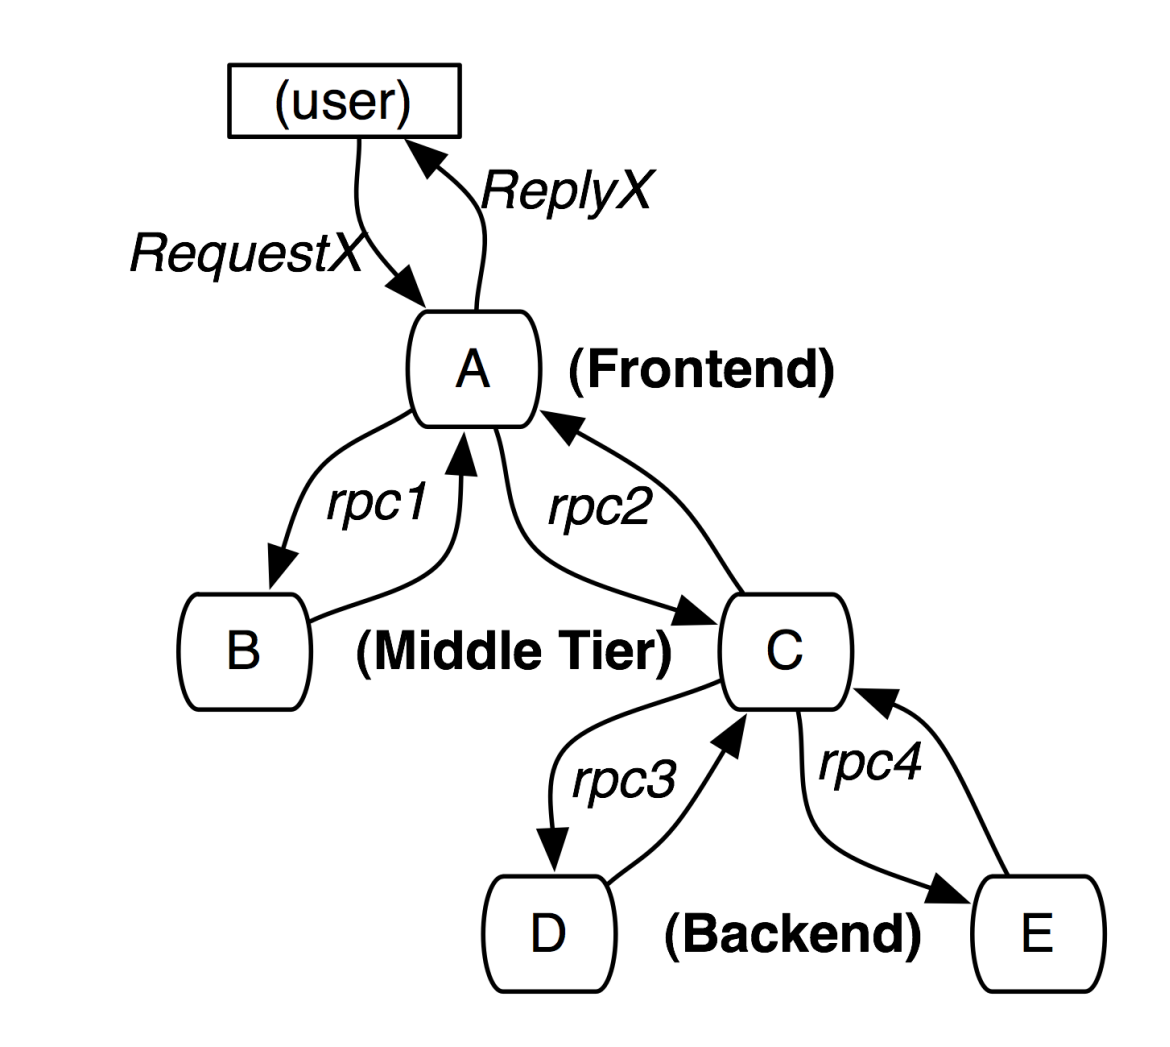 (user)
ReplyX
RequestX
A
(Frontend)
rpc1
rpc2
B
(Middle Tier)
C
rpc3
rpc4
D
(Backend)
E